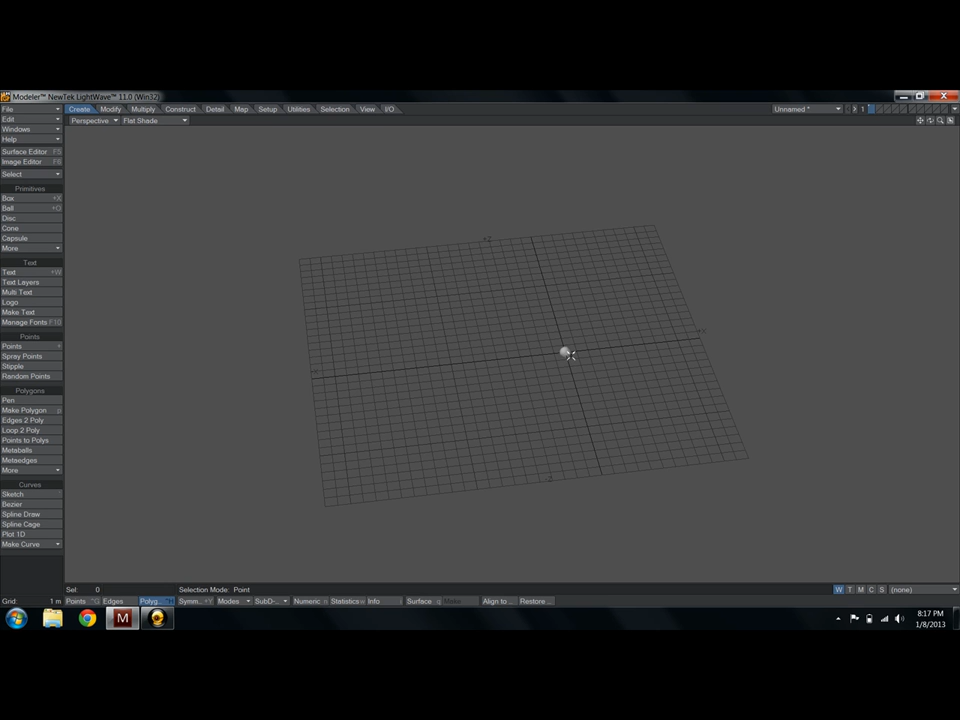 Modeler™ NewTek LightWave™ 11.0 (Win32)
File Create Modify Multiply Construct Detail Map Setup Utilities Selection View I/O Unnamed * 1
Edit Perspective Flat Shade
Windows
Help
Surface Editor F5
Image Editor F6
Select
Primitives
Box +X
Ball +O
Disc
Cone
Capsule
More
Text
Text +W
Text Layers
Multi Text
Logo
Make Text
Manage Fonts F10
Points
Points +
Spray Points
Stipple
Random Points
Polygons
Pen
Make Polygon p
Edges 2 Poly
Loop 2 Poly
Points to Polys
Metaballs
Metaedges
More
Curves
Sketch
Bezier
Spline Draw
Spline Cage
Plot 1D
Make Curve
+Z
+X
-X
-Z
Sel: 0 Selection Mode: Point W T M C S (none)
Grid: 1 m Points ^G Edges Polyg... ^H Symm... +Y Modes SubD-... Numeric n Statistics w Info i Surface q Make Align to ... Restore...
M
8:17 PM
1/8/2013